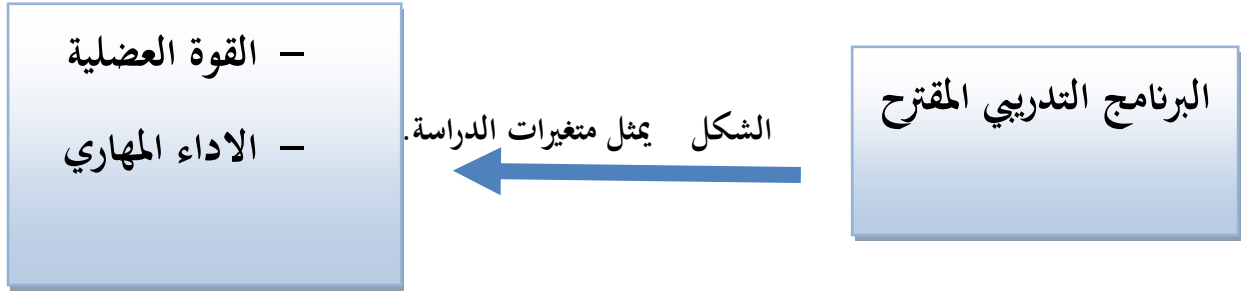 البرنامج التدريبي المقترح
الشكل يمثل متغيرات الدراسة.
– القوة العضلية
– الاداء المهاري